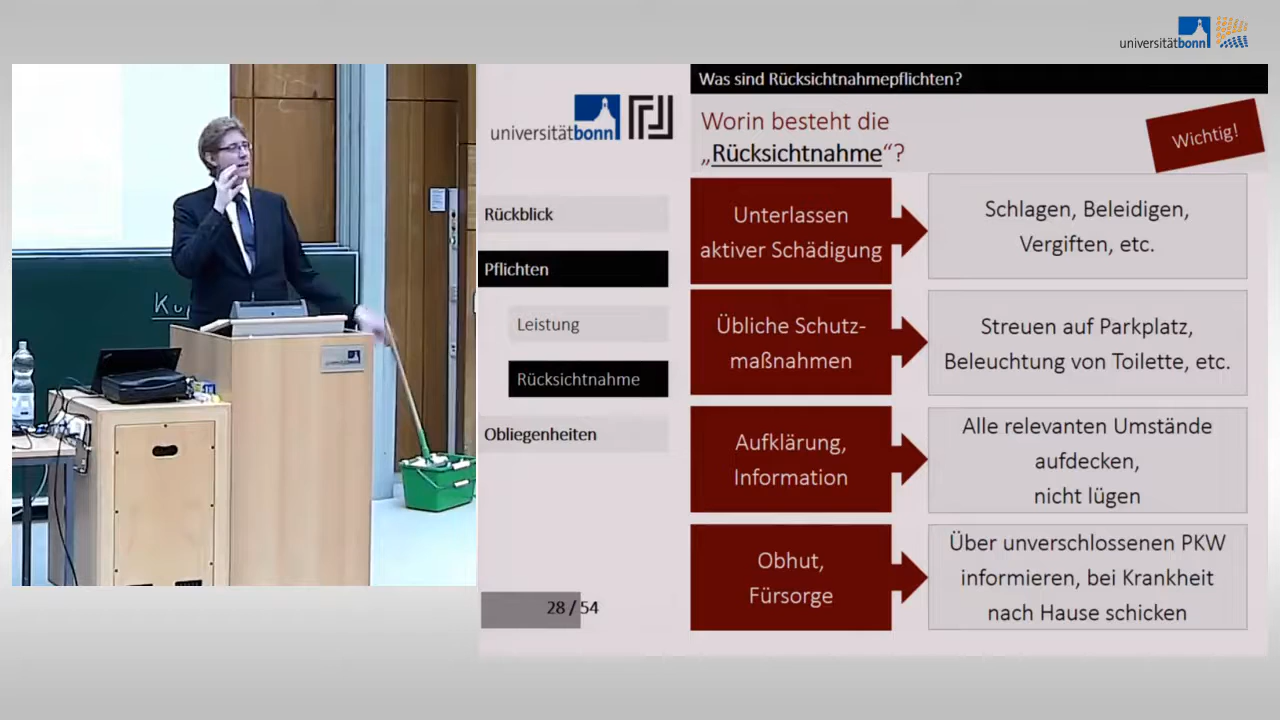 universitätbonn
Was sind Rücksichtnahmepflichten?
universitätbonn
Worin besteht die
„Rücksichtnahme“?
Wichtig!
Rückblick
Pflichten
Leistung
Rücksichtnahme
Obliegenheiten
28 / 54
Unterlassen
aktiver Schädigung
Schlagen, Beleidigen,
Vergiften, etc.
Übliche Schutz-
maßnahmen
Streuen auf Parkplatz,
Beleuchtung von Toilette, etc.
Aufklärung,
Information
Alle relevanten Umstände
aufdecken,
nicht lügen
Obhut,
Fürsorge
Über unverschlossenen PKW
informieren, bei Krankheit
nach Hause schicken
Ku